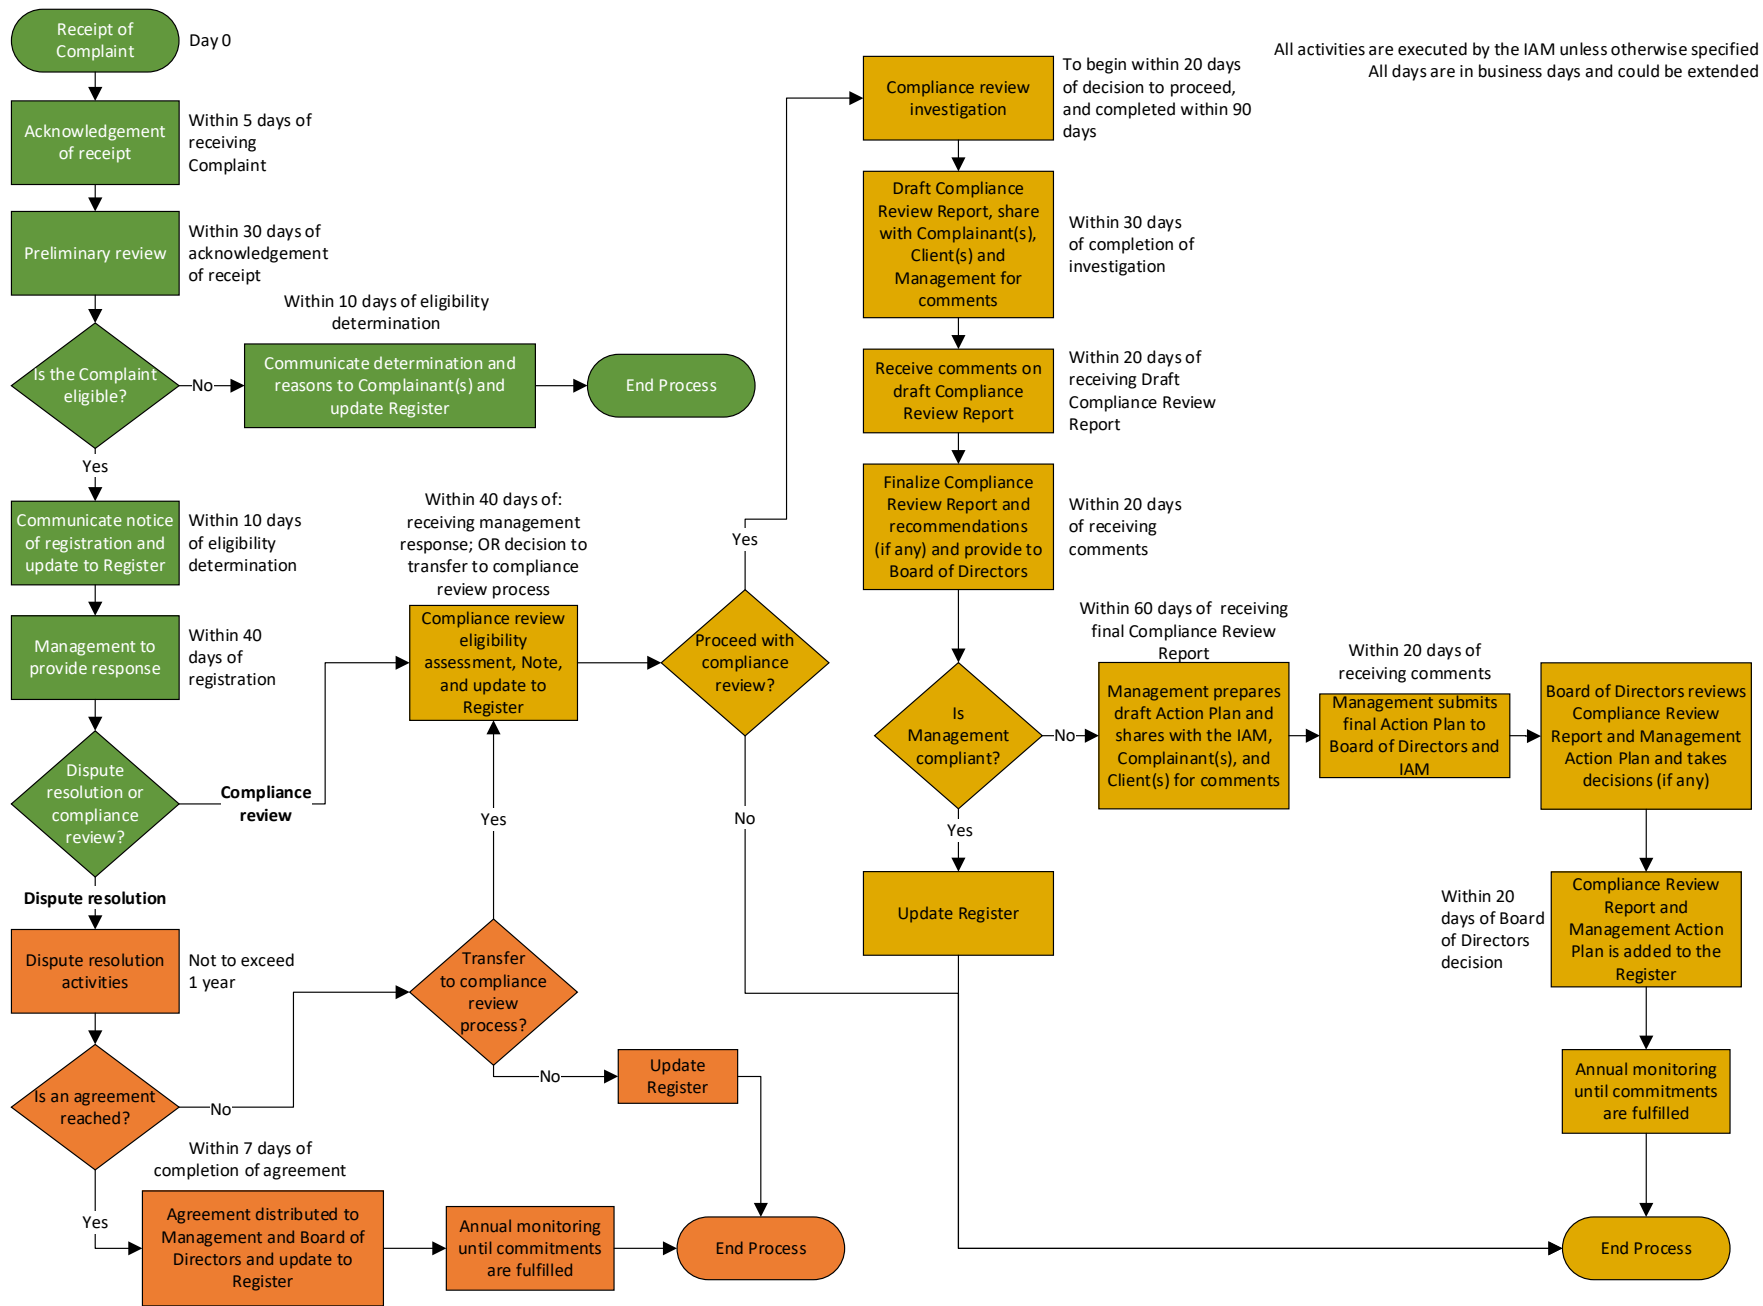 Receipt of
Complaint
Day 0
Acknowledgement
of receipt
Within 5 days of
receiving
Complaint
Preliminary review
Within 30 days of
acknowledgement
of receipt
Is the Complaint
eligible?
No
Within 10 days of eligibility
determination
Communicate determination and
reasons to Complainant(s) and
update Register
End Process
Yes
Communicate notice
of registration and
update to Register
Within 10 days
of eligibility
determination
Management to
provide response
Within 40
days of
registration
Dispute
resolution or
compliance
review?
Compliance
review
Dispute resolution
Dispute resolution
activities
Not to exceed
1 year
Is an agreement
reached?
No
Yes
Within 7 days of
completion of agreement
Agreement distributed to
Management and Board of
Directors and update to
Register
Annual monitoring
until commitments
are fulfilled
End Process
Transfer
to compliance
review
process?
No
Update
Register
Yes
Within 40 days of:
receiving management
response; OR decision to
transfer to compliance
review process
Compliance review
eligibility
assessment, Note,
and update to
Register
Proceed with
compliance
review?
Yes
No
Compliance review
investigation
To begin within 20 days
of decision to proceed,
and completed within 90
days
All activities are executed by the IAM unless otherwise specified
All days are in business days and could be extended
Draft Compliance
Review Report, share
with Complainant(s),
Client(s) and
Management for
comments
Within 30 days
of completion of
investigation
Receive comments on
draft Compliance
Review Report
Within 20 days of
receiving Draft
Compliance Review
Report
Finalize Compliance
Review Report and
recommendations
(if any) and provide to
Board of Directors
Within 20 days
of receiving
comments
Is
Management
compliant?
No
Yes
Update Register
Within 60 days of receiving
final Compliance Review
Report
Management prepares
draft Action Plan and
shares with the IAM,
Complainant(s), and
Client(s) for comments
Within 20 days of
receiving comments
Management submits
final Action Plan to
Board of Directors and
IAM
Board of Directors reviews
Compliance Review
Report and Management
Action Plan and takes
decisions (if any)
Within 20
days of Board
of Directors
decision
Compliance Review
Report and
Management Action
Plan is added to the
Register
Annual monitoring
until commitments
are fulfilled
End Process